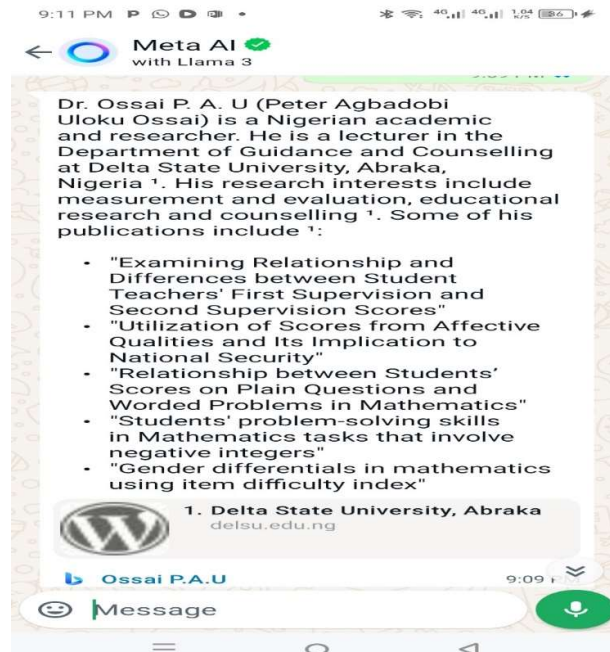 9:11 PM
4G 4G 1.04 K/S 86
Meta AI
with Llama 3
Dr. Ossai P. A. U (Peter Agbadobi
Uloku Ossai) is a Nigerian academic
and researcher. He is a lecturer in the
Department of Guidance and Counselling
at Delta State University, Abraka,
Nigeria ¹. His research interests include
measurement and evaluation, educational
research and counselling ¹. Some of his
publications include ¹:
• "Examining Relationship and
Differences between Student
Teachers' First Supervision and
Second Supervision Scores"
• "Utilization of Scores from Affective
Qualities and Its Implication to
National Security"
• "Relationship between Students'
Scores on Plain Questions and
Worded Problems in Mathematics"
• "Students' problem-solving skills
in Mathematics tasks that involve
negative integers"
• "Gender differentials in mathematics
using item difficulty index"
1. Delta State University, Abraka
delsu.edu.ng
Ossai P.A.U 9:09
Message